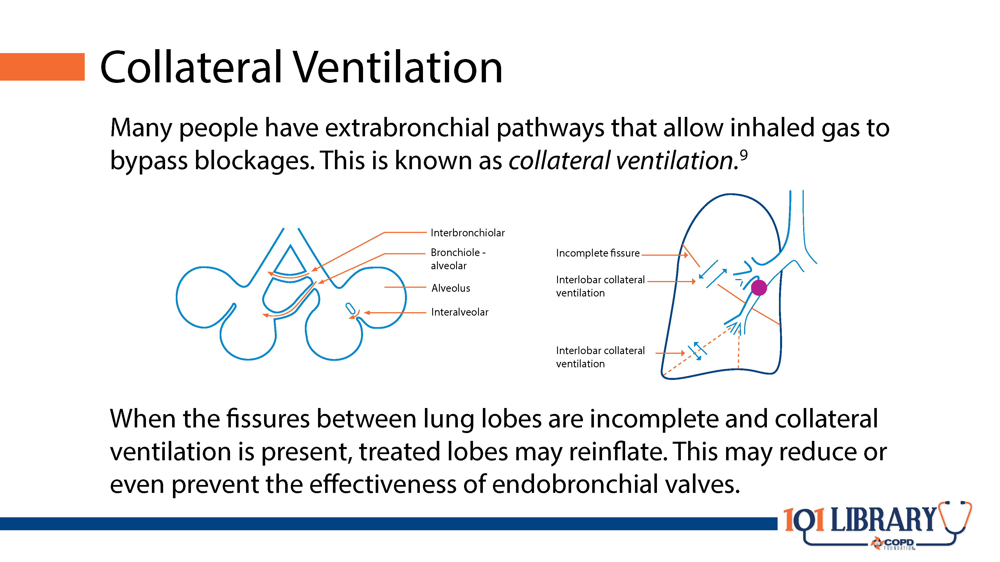 Collateral Ventilation
Many people have extrabronchial pathways that allow inhaled gas to
bypass blockages. This is known as collateral ventilation.⁹
Interbronchiolar
Bronchiole -
alveolar
Alveolus
Interalveolar
Incomplete fissure
Interlobar collateral
ventilation
Interlobar collateral
ventilation
When the fissures between lung lobes are incomplete and collateral
ventilation is present, treated lobes may reinflate. This may reduce or
even prevent the effectiveness of endobronchial valves.
101 LIBRARY
COPD
FOUNDATION®